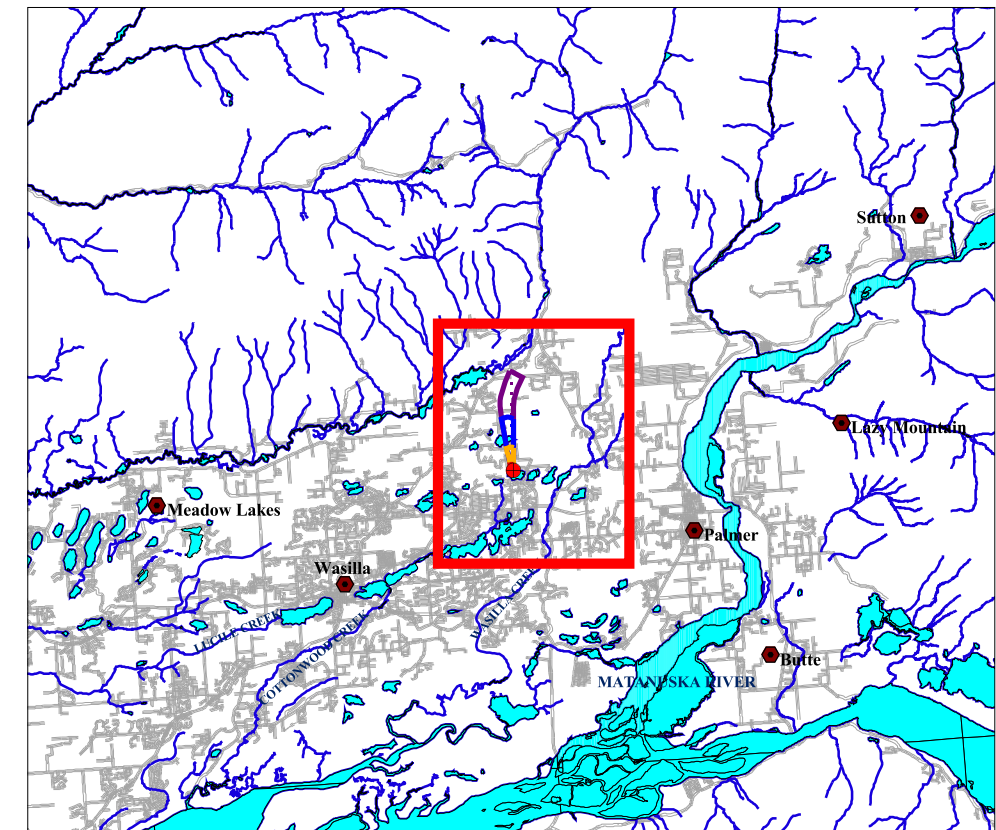 Sutton
Lazy Mountain
Meadow Lakes
Palmer
Wasilla
LUCILE CREEK
COTTONWOOD CREEK
WASILLA CREEK
Butte
MATANUSKA RIVER